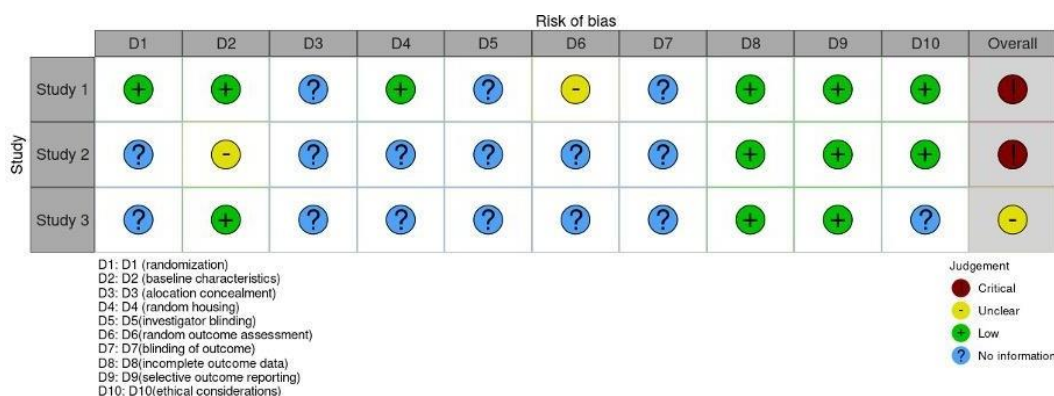 Risk of bias
D1 D2 D3 D4 D5 D6 D7 D8 D9 D10 Overall
Study
Study 1 + + ? + ? - ? + + + !
Study 2 ? - ? ? ? ? ? + + + !
Study 3 ? + ? ? ? ? ? + + ? -
D1: D1 (randomization)
D2: D2 (baseline characteristics)
D3: D3 (alocation concealment)
D4: D4 (random housing)
D5: D5(investigator blinding)
D6: D6(random outcome assessment)
D7: D7(blinding of outcome)
D8: D8(incomplete outcome data)
D9: D9(selective outcome reporting)
D10: D10(ethical considerations)
Judgement
! Critical
- Unclear
+ Low
? No information